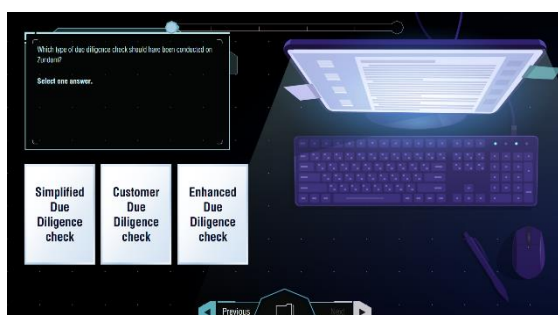 Which type of due diligence check should have been conducted on
Select one answer.
Simplified
Due
Diligence
check
Customer
Due
Diligence
check
Enhanced
Due
Diligence
check
Previous
Next